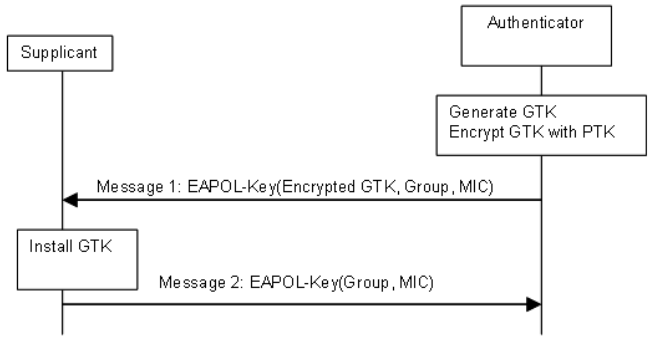 Supplicant
Authenticator
Generate GTK
Encrypt GTK with PTK
Message 1: EAPOL-Key(Encrypted GTK, Group, MIC)
Install GTK
Message 2: EAPOL-Key(Group, MIC)